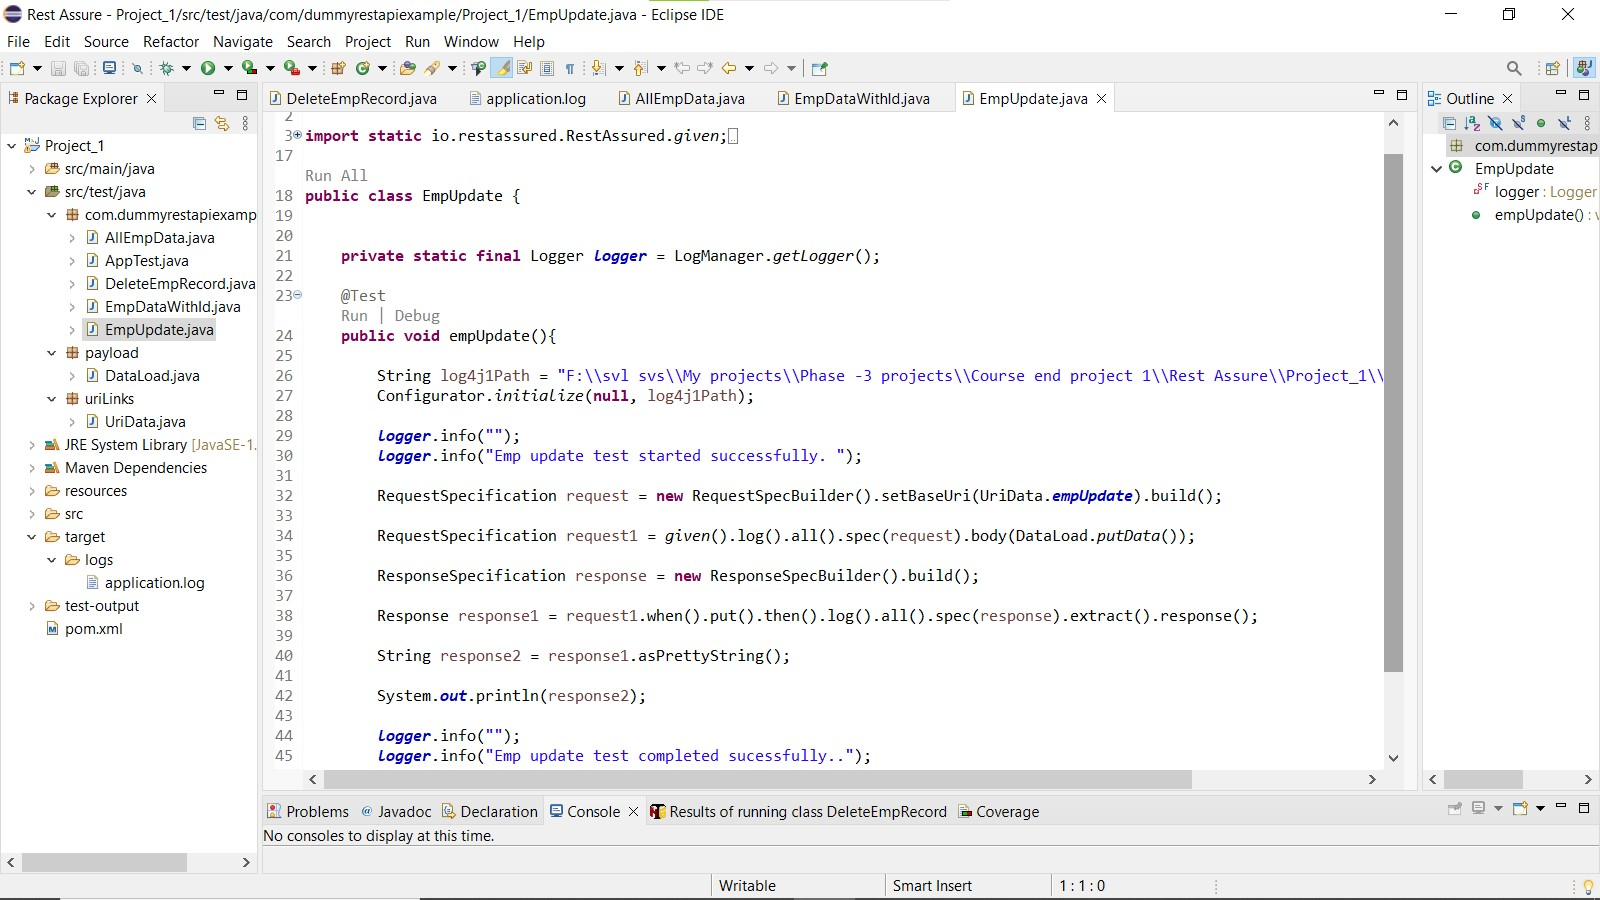 Rest Assure - Project_1/src/test/java/com/dummyrestapiexample/Project_1/EmpUpdate.java - Eclipse IDE
File Edit Source Refactor Navigate Search Project Run Window Help
Package Explorer
Project_1
src/main/java
src/test/java
com.dummyrestapiexamp
AllEmpData.java
AppTest.java
DeleteEmpRecord.java
EmpDataWithId.java
EmpUpdate.java
payload
DataLoad.java
uriLinks
UriData.java
JRE System Library [JavaSE-1.
Maven Dependencies
resources
src
target
logs
application.log
test-output
pom.xml
DeleteEmpRecord.java application.log AllEmpData.java EmpDataWithId.java EmpUpdate.java
2
3 import static io.restassured.RestAssured.given;
17
Run All
18 public class EmpUpdate {
19
20
21 private static final Logger logger = LogManager.getLogger();
22
23 @Test
Run | Debug
24 public void empUpdate(){
25
26 String log4j1Path = "F:\\svl svs\\My projects\\Phase -3 projects\\Course end project 1\\Rest Assure\\Project_1\\
27 Configurator.initialize(null, log4j1Path);
28
29 logger.info("");
30 logger.info("Emp update test started successfully. ");
31
32 RequestSpecification request = new RequestSpecBuilder().setBaseUri(UriData.empUpdate).build();
33
34 RequestSpecification request1 = given().log().all().spec(request).body(DataLoad.putData());
35
36 ResponseSpecification response = new ResponseSpecBuilder().build();
37
38 Response response1 = request1.when().put().then().log().all().spec(response).extract().response();
39
40 String response2 = response1.asPrettyString();
41
42 System.out.println(response2);
43
44 logger.info("");
45 logger.info("Emp update test completed sucessfully..");
Outline
com.dummyrestap
EmpUpdate
logger : Logger
empUpdate() : v
Problems Javadoc Declaration Console Results of running class DeleteEmpRecord Coverage
No consoles to display at this time.
Writable Smart Insert 1 : 1 : 0